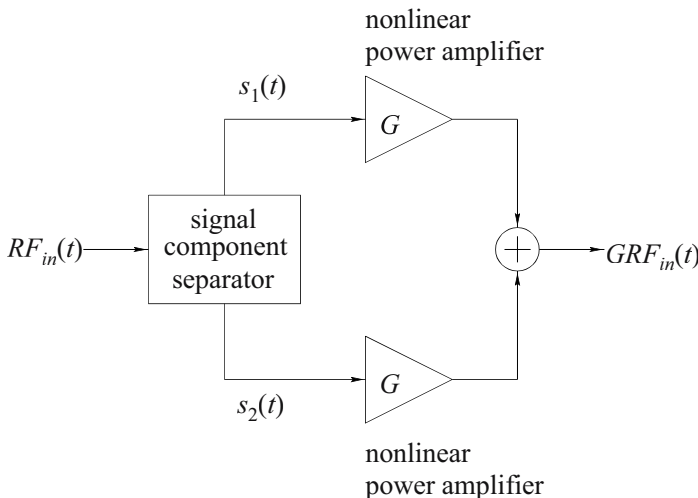 nonlinear
power amplifier
s₁(t)
G
signal
component
separator
RFᵢₙ(t)
+
GRFᵢₙ(t)
G
s₂(t)
nonlinear
power amplifier